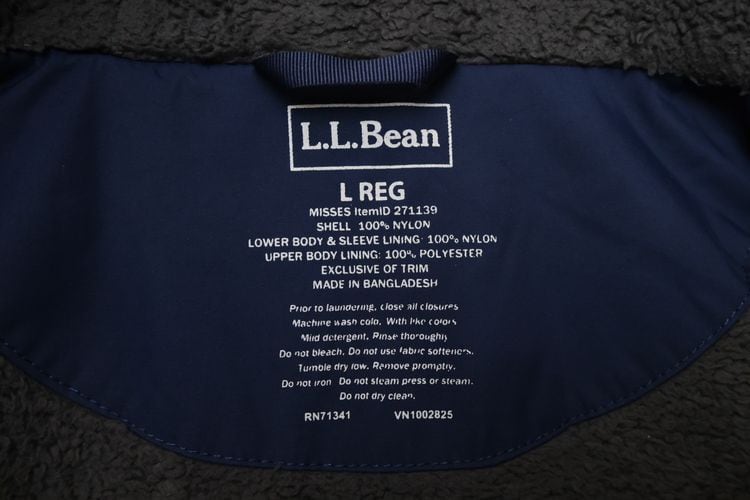 L.L.Bean
L REG
MISSES ItemID 271139
SHELL 100% NYLON
LOWER BODY & SLEEVE LINING: 100% NYLON
UPPER BODY LINING: 100% POLYESTER
EXCLUSIVE OF TRIM
MADE IN BANGLADESH
Prior to laundering, close all closures
Machine wash cold. With like colors
Mild detergent. Rinse thoroughly
Do not bleach. Do not use fabric softeners.
Tumble dry low. Remove promptly.
Do not iron Do not steam press or steam.
Do not dry clean.
RN71341 VN1002825